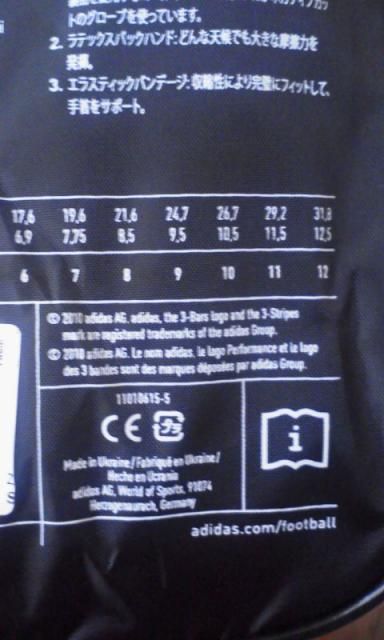 トのグローブを使っています。
2. ラテックスバックハンド:どんな天候でも大きな摩擦力を
発揮。
3. エラスティックバンデージ:収縮性により完璧にフィットして、
手首をサポート。
17,6 19,6 21,6 24,7 26,7 29,2 31,8
6,9 7,75 8,5 9,5 10,5 11,5 12,5
6 7 8 9 10 11 12
© 2010 adidas AG. adidas, the 3-Bars logo and the 3-Stripes
mark are registered trademarks of the adidas Group.
© 2010 adidas AG. Le nom adidas, le logo Performance et le logo
des 3 bandes sont des marques déposées par adidas Group.
11010615-5
CE プラ
Made in Ukraine/Fabriqué en Ukraine/
Hecho en Ucrania
adidas AG, World of Sports, 91074
Herzogenaurach, Germany
i
adidas.com/football